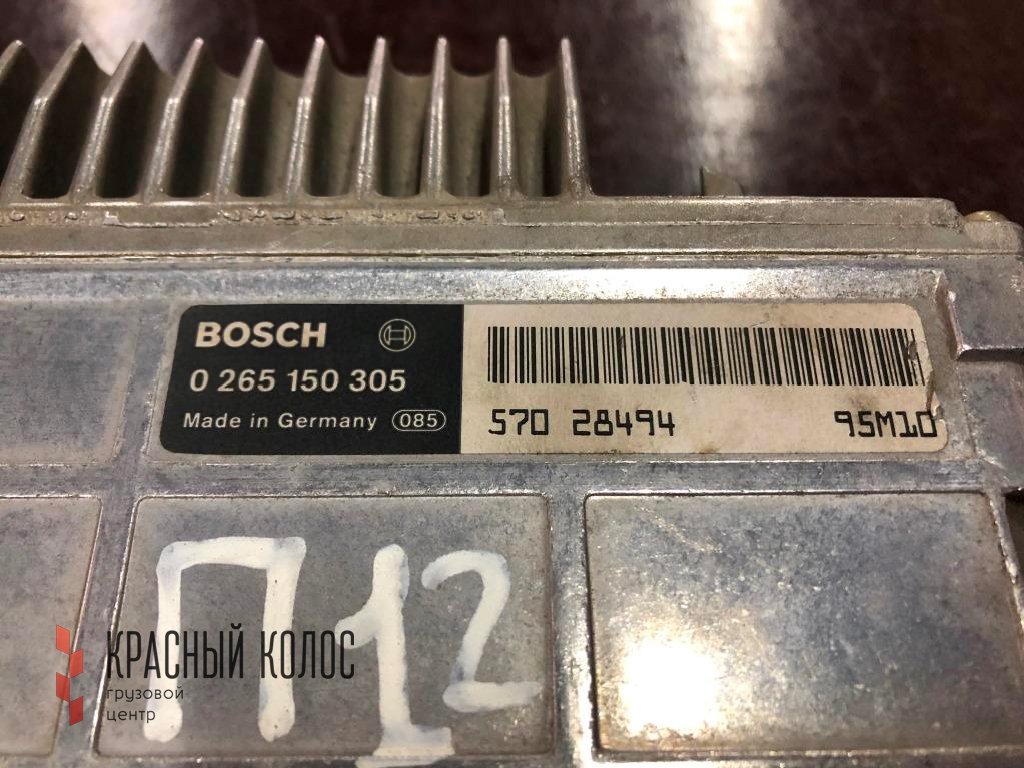 BOSCH
0 265 150 305
Made in Germany 085
570 28494 95M10
П12
КРАСНЫЙ КОЛОС
грузовой
центр